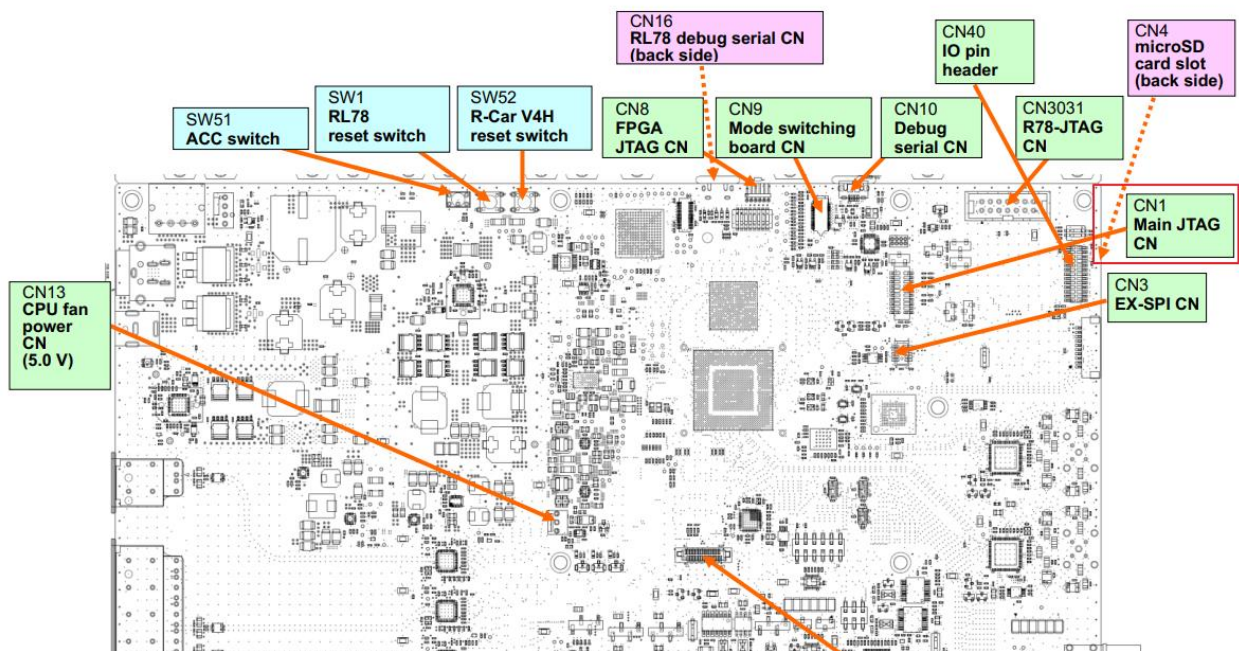 CN16
RL78 debug serial CN
(back side)
CN40
IO pin
header
CN4
microSD
card slot
(back side)
SW51
ACC switch
SW1
RL78
reset switch
SW52
R-Car V4H
reset switch
CN8
FPGA
JTAG CN
CN9
Mode switching
board CN
CN10
Debug
serial CN
CN3031
R78-JTAG
CN
CN1
Main JTAG
CN
CN3
EX-SPI CN
CN13
CPU fan
power
CN
(5.0 V)